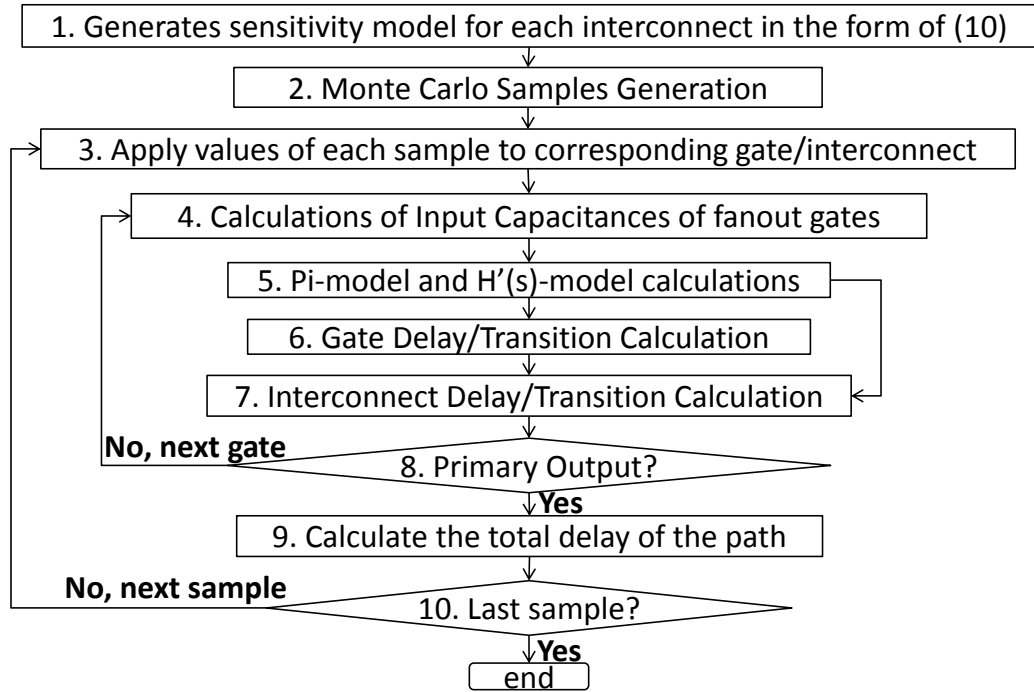 1. Generates sensitivity model for each interconnect in the form of (10)
2. Monte Carlo Samples Generation
3. Apply values of each sample to corresponding gate/interconnect
4. Calculations of Input Capacitances of fanout gates
5. Pi-model and H'(s)-model calculations
6. Gate Delay/Transition Calculation
7. Interconnect Delay/Transition Calculation
No, next gate
8. Primary Output?
Yes
9. Calculate the total delay of the path
No, next sample
10. Last sample?
Yes
end